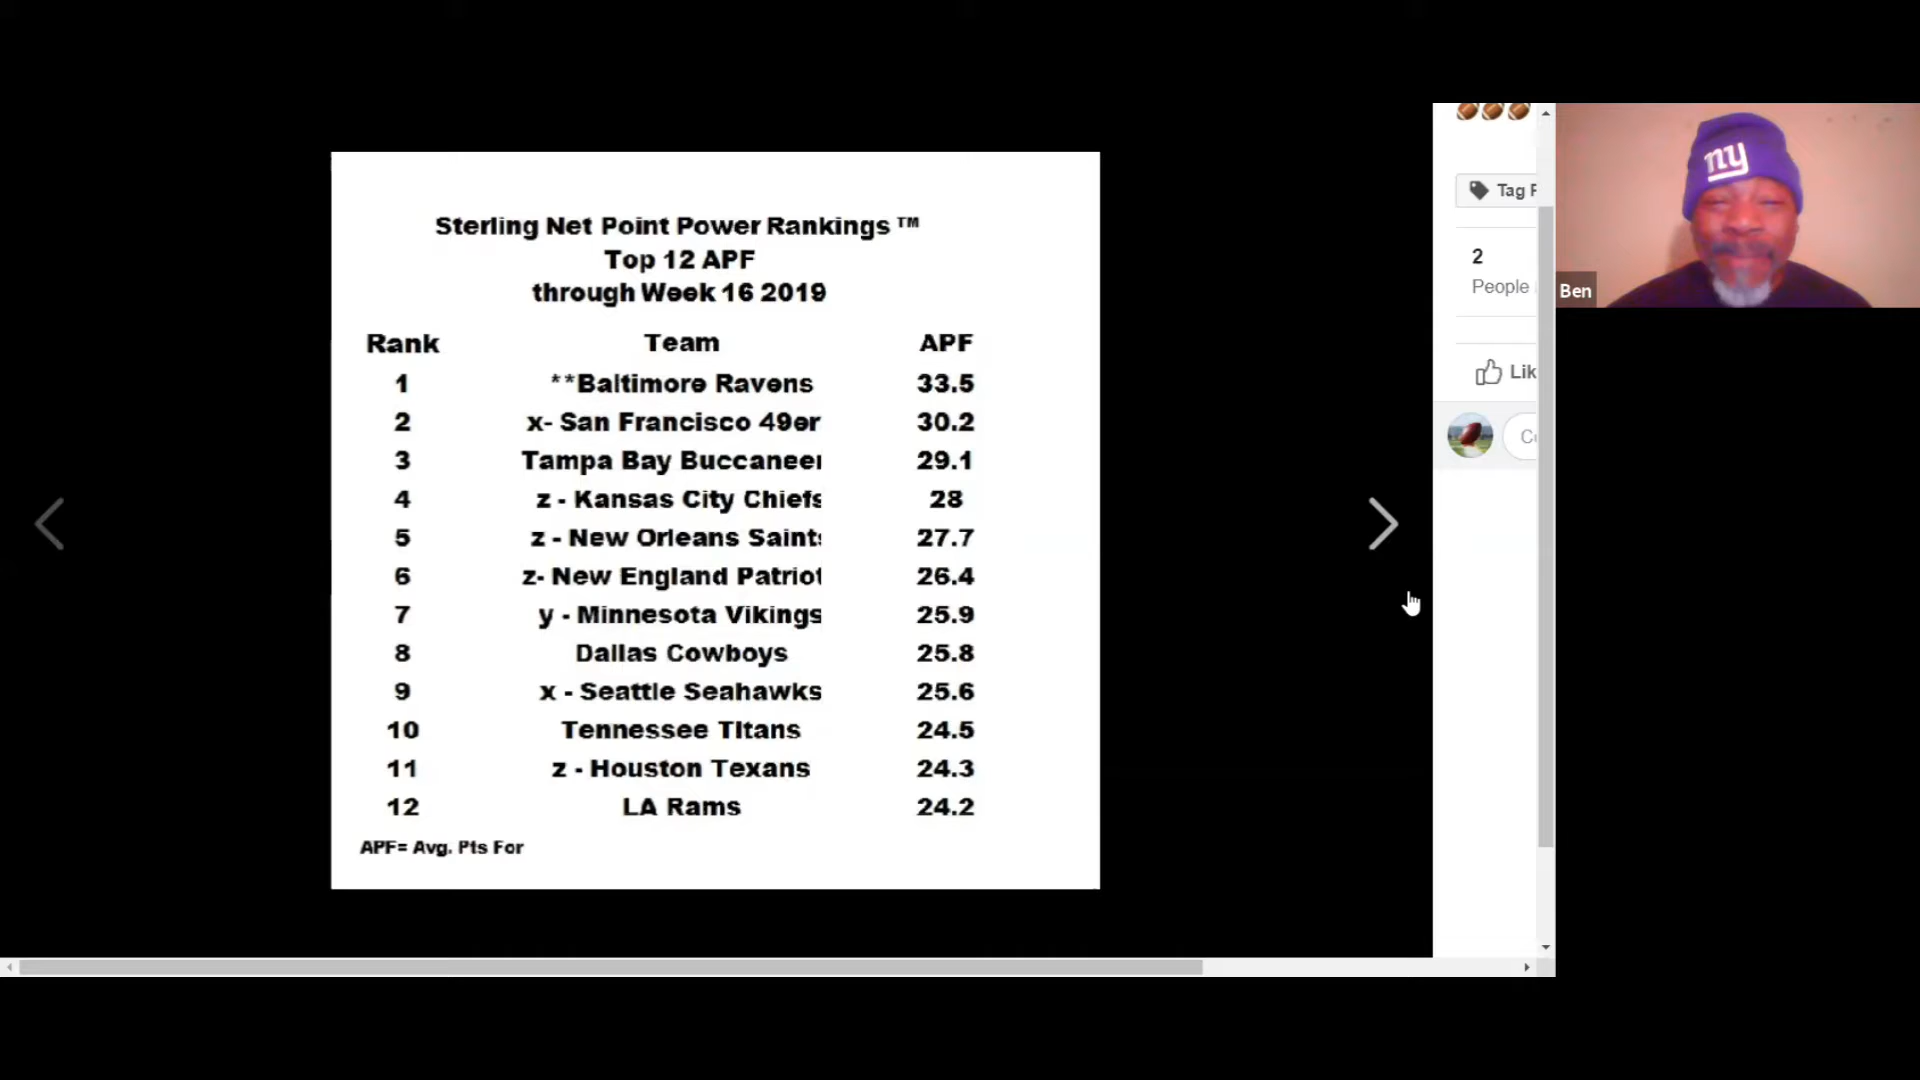 Sterling Net Point Power Rankings ™
Top 12 APF
through Week 16 2019
Rank Team APF
1 **Baltimore Ravens 33.5
2 x- San Francisco 49er 30.2
3 Tampa Bay Buccaneer 29.1
4 z - Kansas City Chiefs 28
5 z - New Orleans Saints 27.7
6 z- New England Patriot 26.4
7 y - Minnesota Vikings 25.9
8 Dallas Cowboys 25.8
9 x - Seattle Seahawks 25.6
10 Tennessee TItans 24.5
11 z - Houston Texans 24.3
12 LA Rams 24.2
APF= Avg. Pts For
Tag
2
People
Lik
ny
Ben